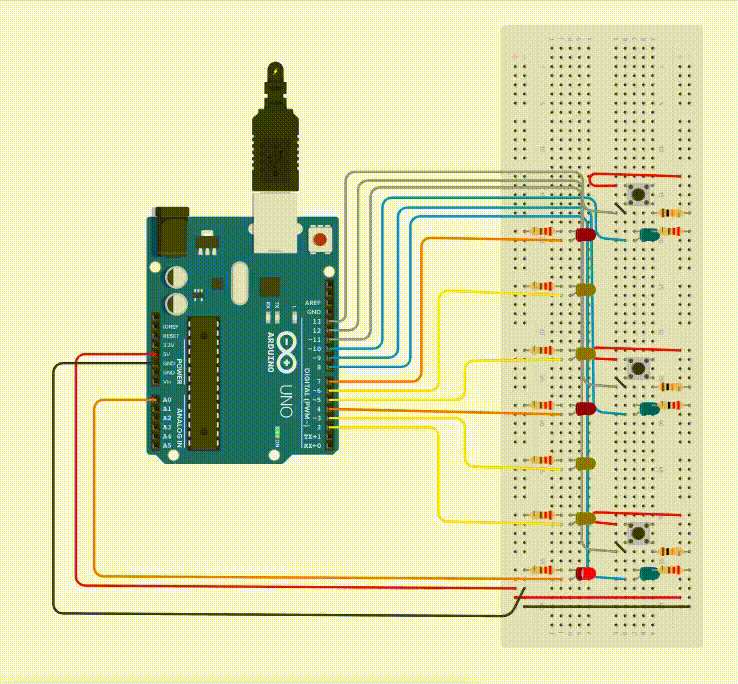 AREF
GND
13
12
~11
~10
~9
8
7
~6
~5
4
~3
2
TX→1
RX←0
DIGITAL (PWM~)
L
TX
RX
ON
ARDUINO
UNO
IOREF
RESET
3.3V
5V
GND
GND
Vin
POWER
A0
A1
A2
A3
A4
A5
ANALOG IN